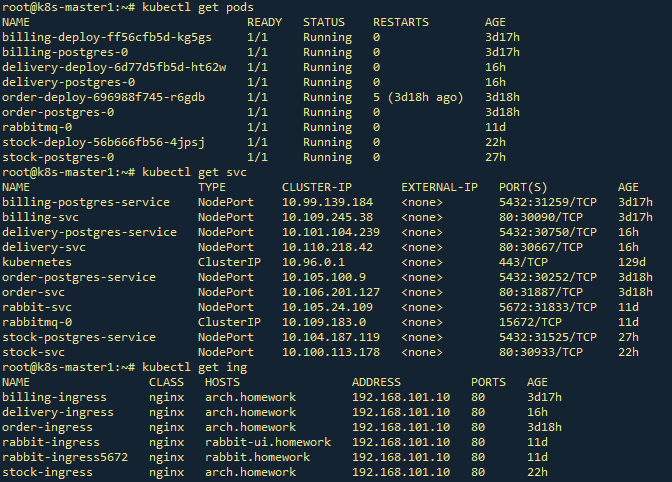 root@k8s-master1:~# kubectl get pods
NAME READY STATUS RESTARTS AGE
billing-deploy-ff56cfb5d-kg5gs 1/1 Running 0 3d17h
billing-postgres-0 1/1 Running 0 3d17h
delivery-deploy-6d77d5fb5d-ht62w 1/1 Running 0 16h
delivery-postgres-0 1/1 Running 0 16h
order-deploy-696988f745-r6gdb 1/1 Running 5 (3d18h ago) 3d18h
order-postgres-0 1/1 Running 0 3d18h
rabbitmq-0 1/1 Running 0 11d
stock-deploy-56b666fb56-4jpsj 1/1 Running 0 22h
stock-postgres-0 1/1 Running 0 27h
root@k8s-master1:~# kubectl get svc
NAME TYPE CLUSTER-IP EXTERNAL-IP PORT(S) AGE
billing-postgres-service NodePort 10.99.139.184 <none> 5432:31259/TCP 3d17h
billing-svc NodePort 10.109.245.38 <none> 80:30090/TCP 3d17h
delivery-postgres-service NodePort 10.101.104.239 <none> 5432:30750/TCP 16h
delivery-svc NodePort 10.110.218.42 <none> 80:30667/TCP 16h
kubernetes ClusterIP 10.96.0.1 <none> 443/TCP 129d
order-postgres-service NodePort 10.105.100.9 <none> 5432:30252/TCP 3d18h
order-svc NodePort 10.106.201.127 <none> 80:31887/TCP 3d18h
rabbit-svc NodePort 10.105.24.109 <none> 5672:31833/TCP 11d
rabbitmq-0 ClusterIP 10.109.183.0 <none> 15672/TCP 11d
stock-postgres-service NodePort 10.104.187.119 <none> 5432:31525/TCP 27h
stock-svc NodePort 10.100.113.178 <none> 80:30933/TCP 22h
root@k8s-master1:~# kubectl get ing
NAME CLASS HOSTS ADDRESS PORTS AGE
billing-ingress nginx arch.homework 192.168.101.10 80 3d17h
delivery-ingress nginx arch.homework 192.168.101.10 80 16h
order-ingress nginx arch.homework 192.168.101.10 80 3d18h
rabbit-ingress nginx rabbit-ui.homework 192.168.101.10 80 11d
rabbit-ingress5672 nginx rabbit.homework 192.168.101.10 80 11d
stock-ingress nginx arch.homework 192.168.101.10 80 22h